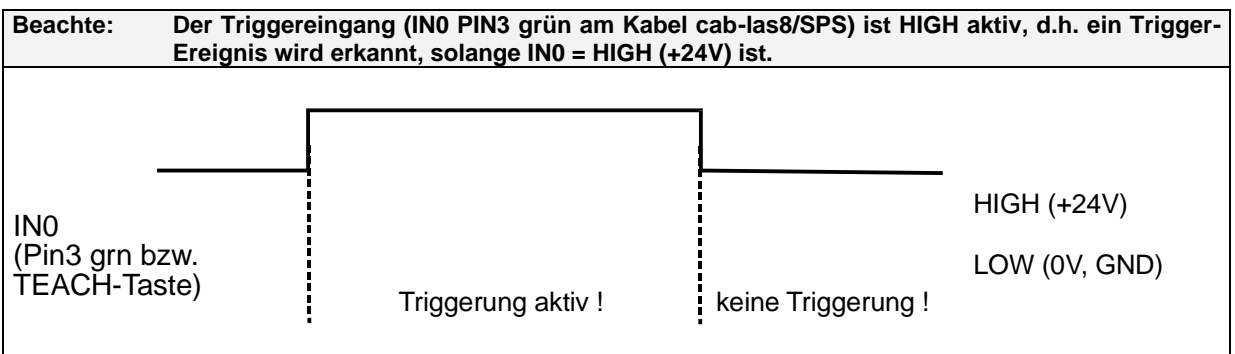 Beachte: Der Triggereingang (IN0 PIN3 grün am Kabel cab-las8/SPS) ist HIGH aktiv, d.h. ein Trigger-
Ereignis wird erkannt, solange IN0 = HIGH (+24V) ist.
HIGH (+24V)
IN0
(Pin3 grn bzw.
TEACH-Taste)
LOW (0V, GND)
Triggerung aktiv !
keine Triggerung !